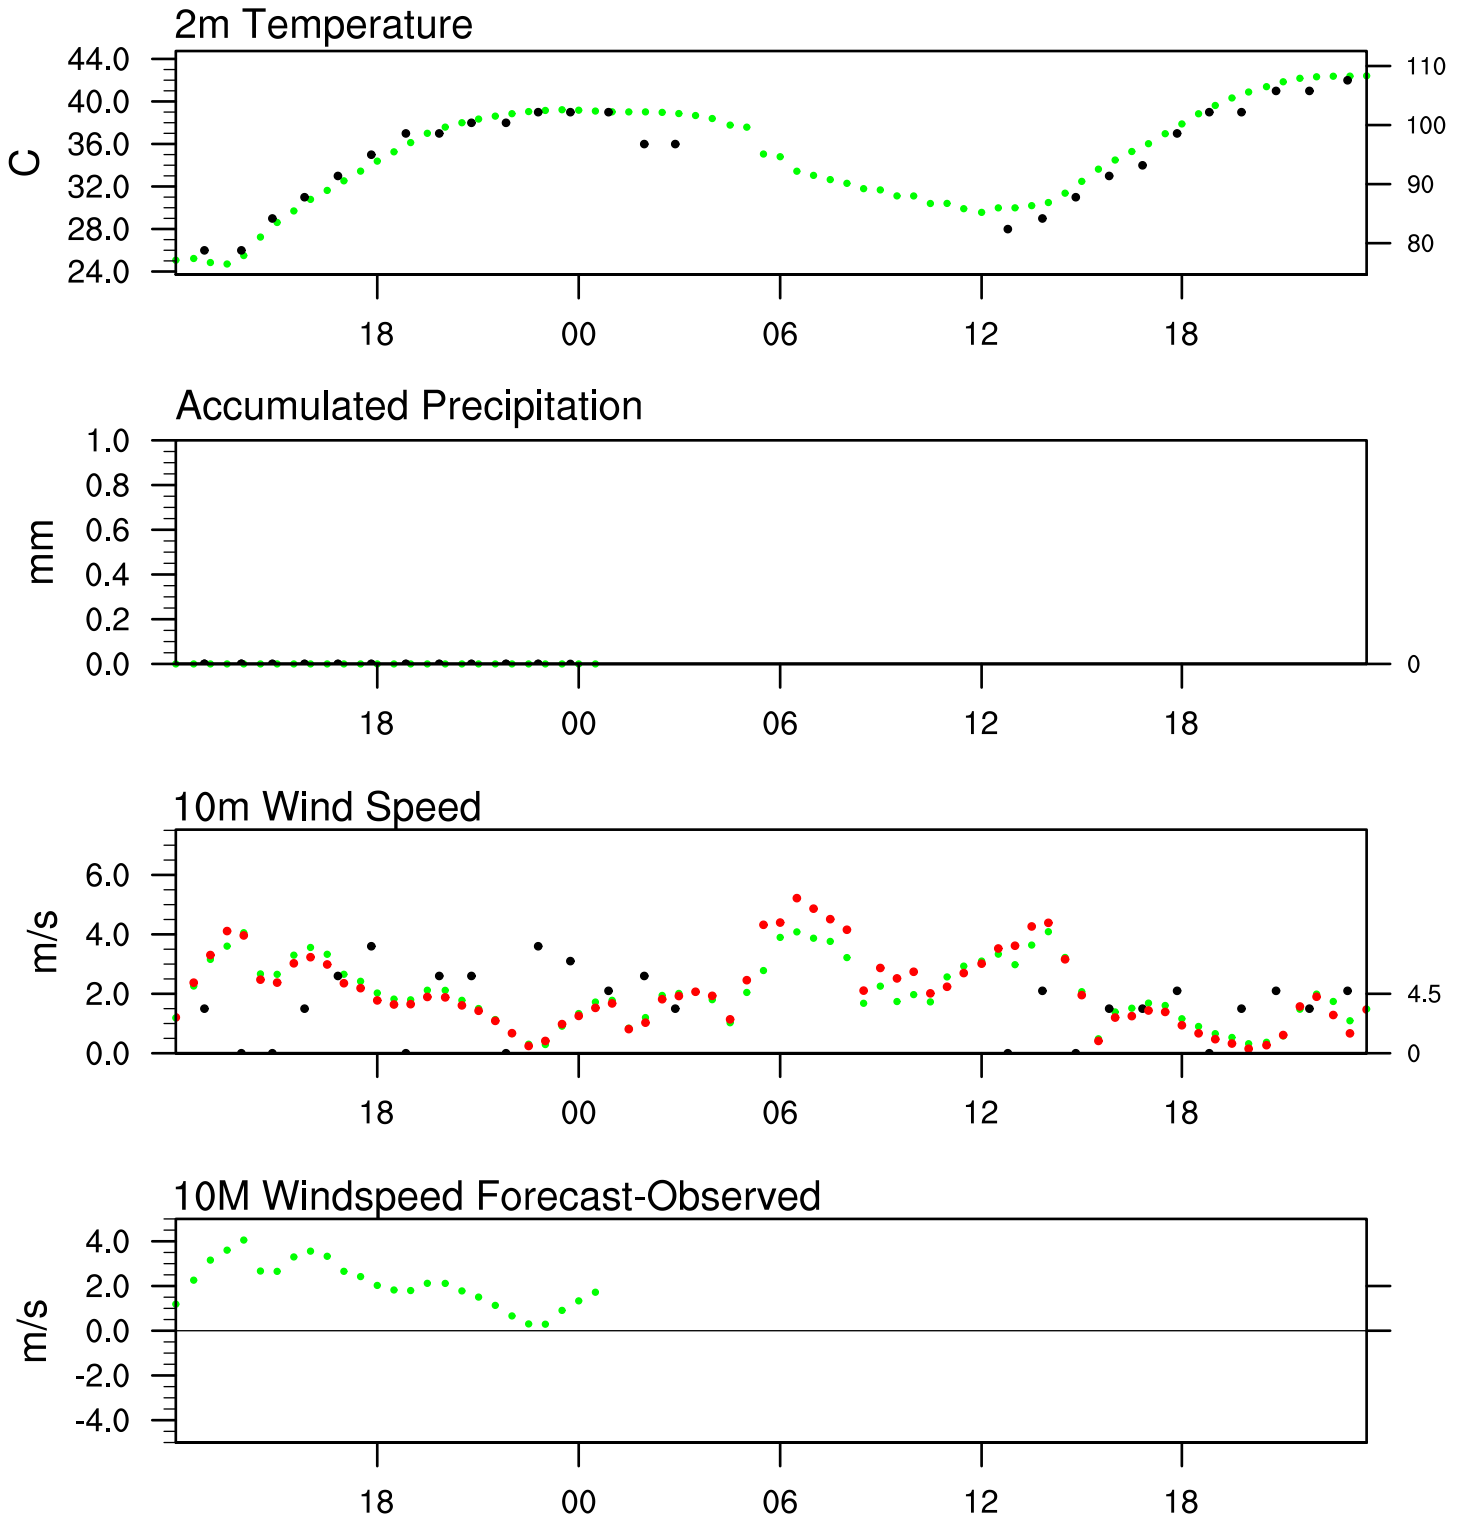 2m Temperature
44.0
40.0
36.0
32.0
28.0
24.0
C
110
100
90
80
18 00 06 12 18
Accumulated Precipitation
1.0
0.8
0.6
0.4
0.2
0.0
mm
0
18 00 06 12 18
10m Wind Speed
6.0
4.0
2.0
0.0
m/s
4.5
0
18 00 06 12 18
10M Windspeed Forecast-Observed
4.0
2.0
0.0
-2.0
-4.0
m/s
18 00 06 12 18